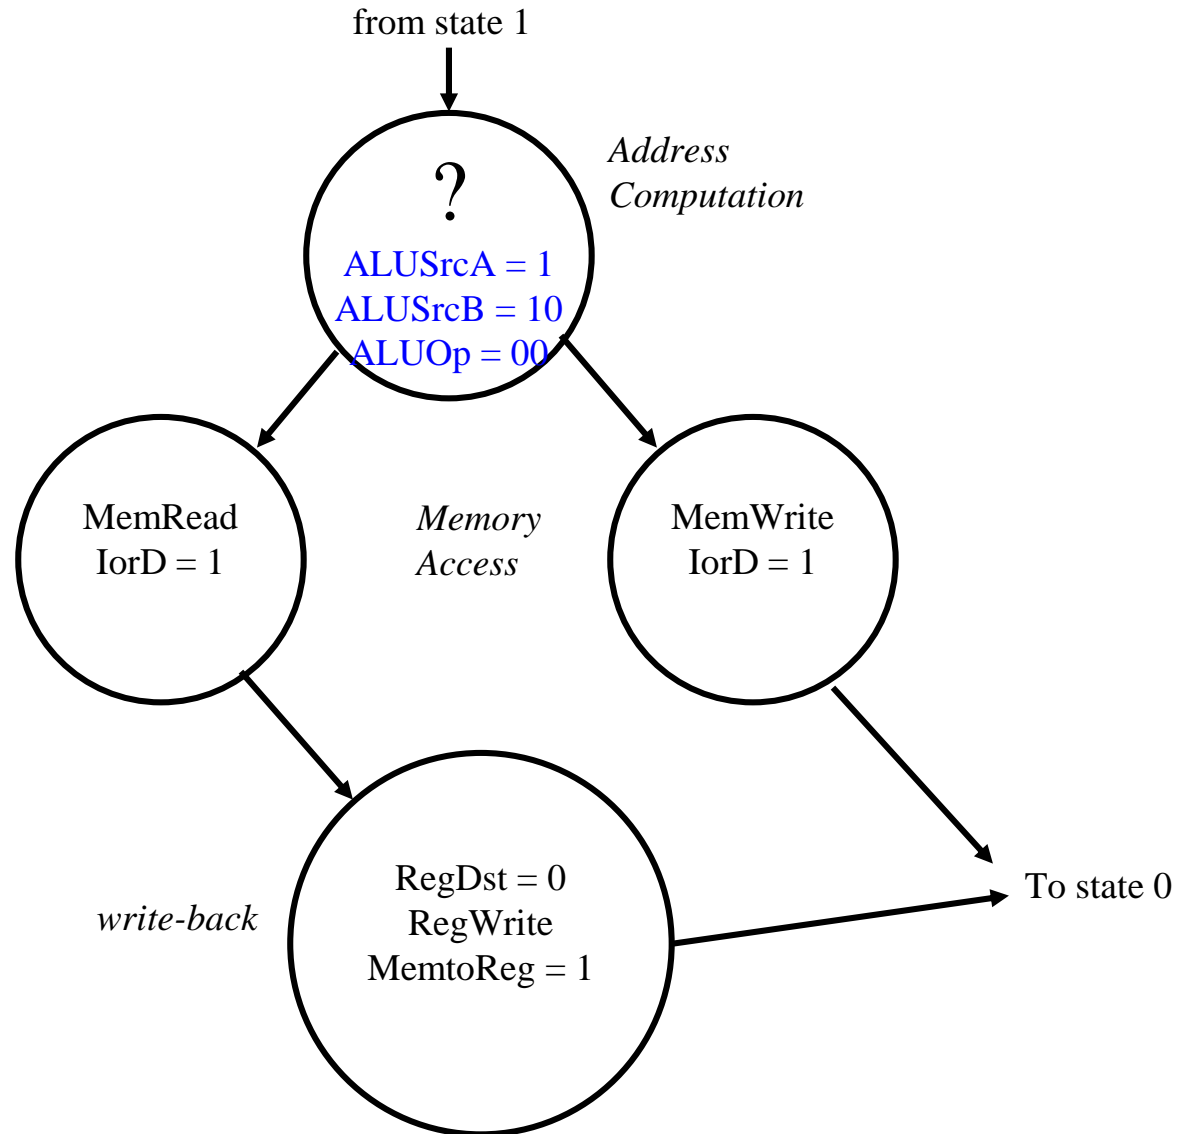 from state 1
Address
Computation
?
ALUSrcA = 1
ALUSrcB = 10
ALUOp = 00
MemRead
IorD = 1
Memory
Access
MemWrite
IorD = 1
write-back
RegDst = 0
RegWrite
MemtoReg = 1
To state 0